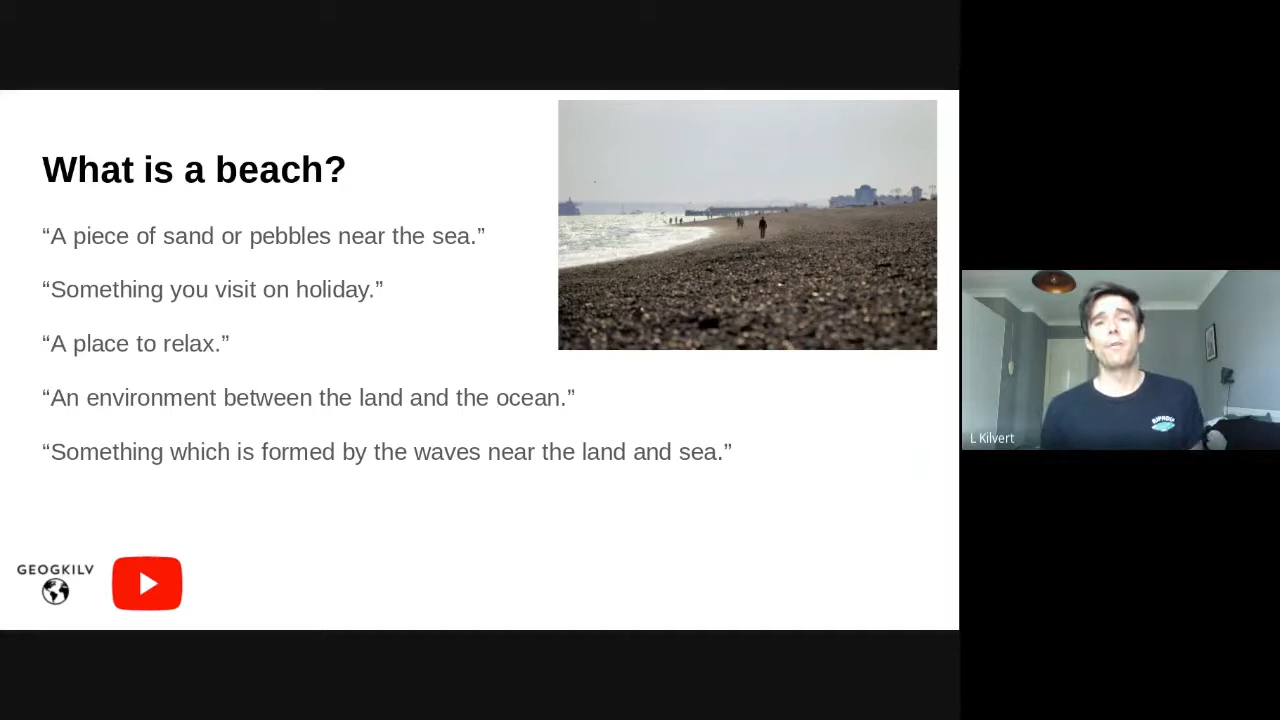 What is a beach?
“A piece of sand or pebbles near the sea.”
“Something you visit on holiday.”
“A place to relax.”
“An environment between the land and the ocean.”
“Something which is formed by the waves near the land and sea.”
GEOGKILV
L Kilvert